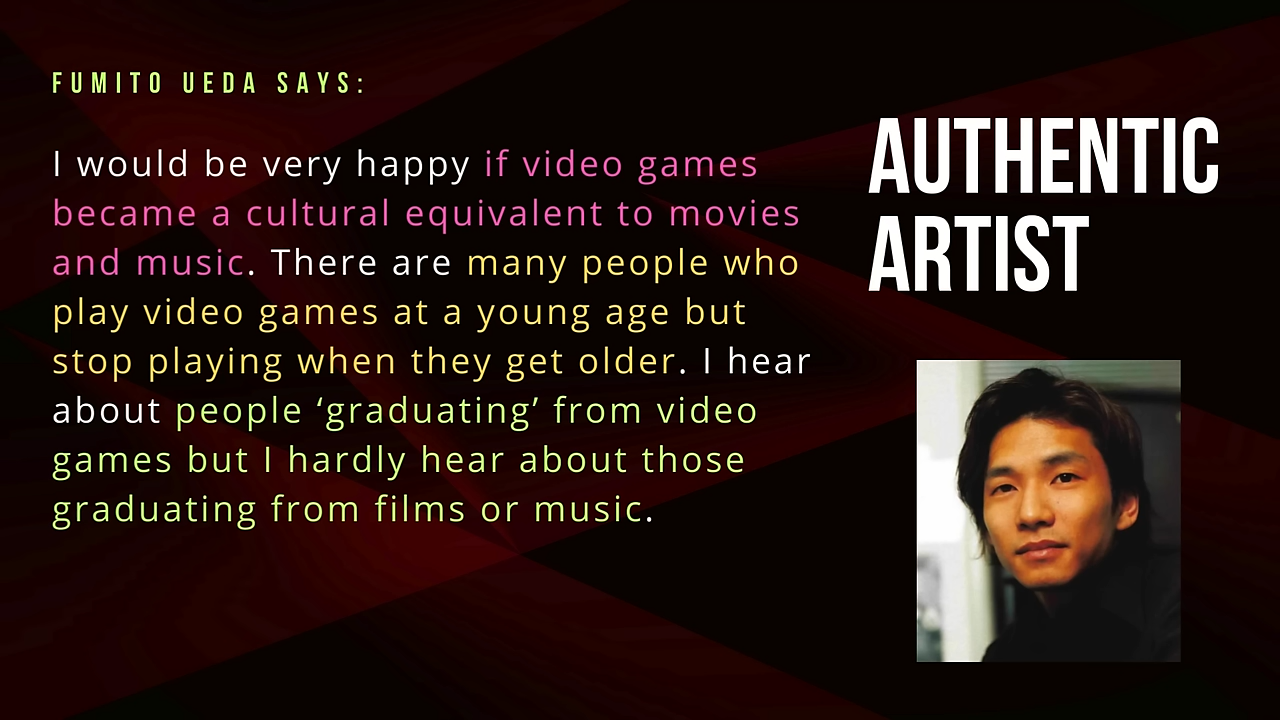 FUMITO UEDA SAYS:
I would be very happy if video games
became a cultural equivalent to movies
and music. There are many people who
play video games at a young age but
stop playing when they get older. I hear
about people ‘graduating’ from video
games but I hardly hear about those
graduating from films or music.
AUTHENTIC
ARTIST